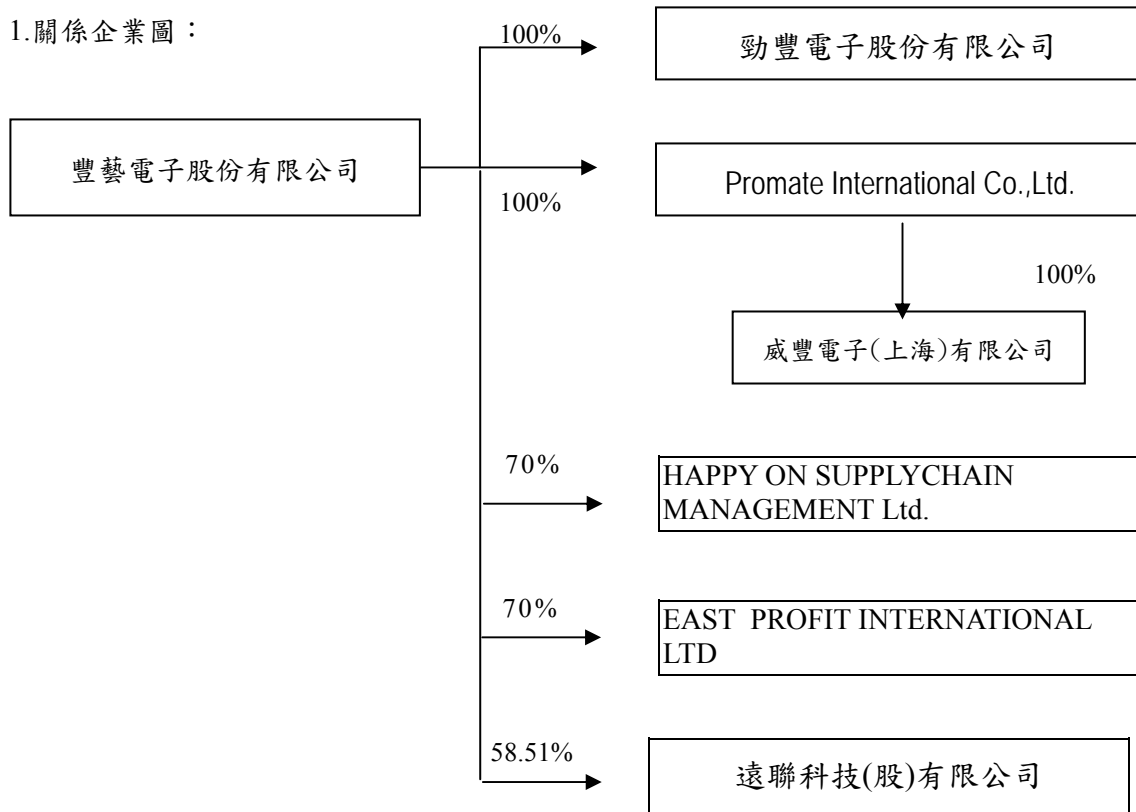 1.關係企業圖：
100%
勁豐電子股份有限公司
豐藝電子股份有限公司
100%
Promate International Co.,Ltd.
100%
威豐電子(上海)有限公司
70%
HAPPY ON SUPPLYCHAIN
MANAGEMENT Ltd.
70%
EAST PROFIT INTERNATIONAL
LTD
58.51%
遠聯科技(股)有限公司